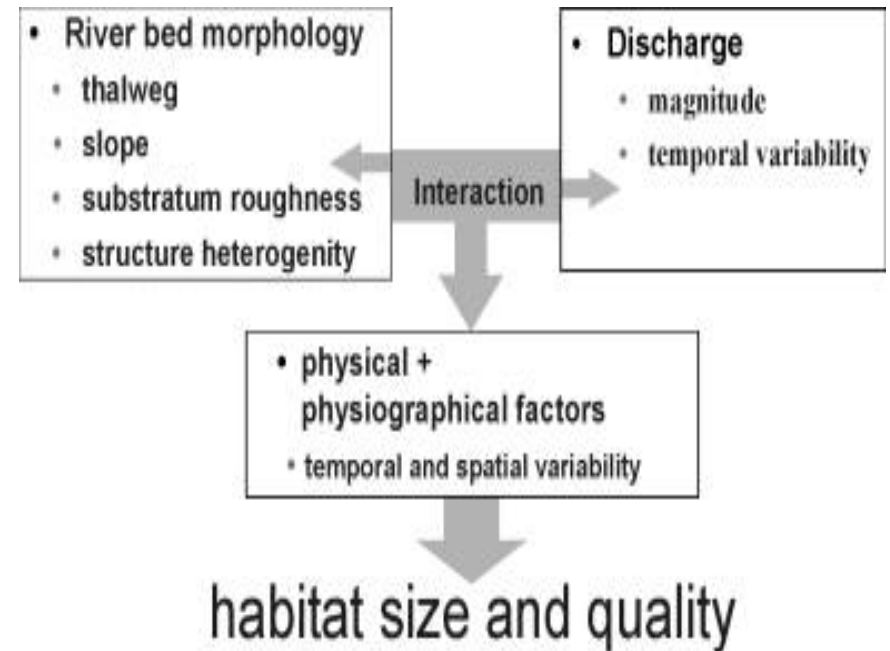 • River bed morphology
• thalweg
• slope
• substratum roughness
• structure heterogenity
• Discharge
• magnitude
• temporal variability
Interaction
• physical +
physiographical factors
• temporal and spatial variability
habitat size and quality